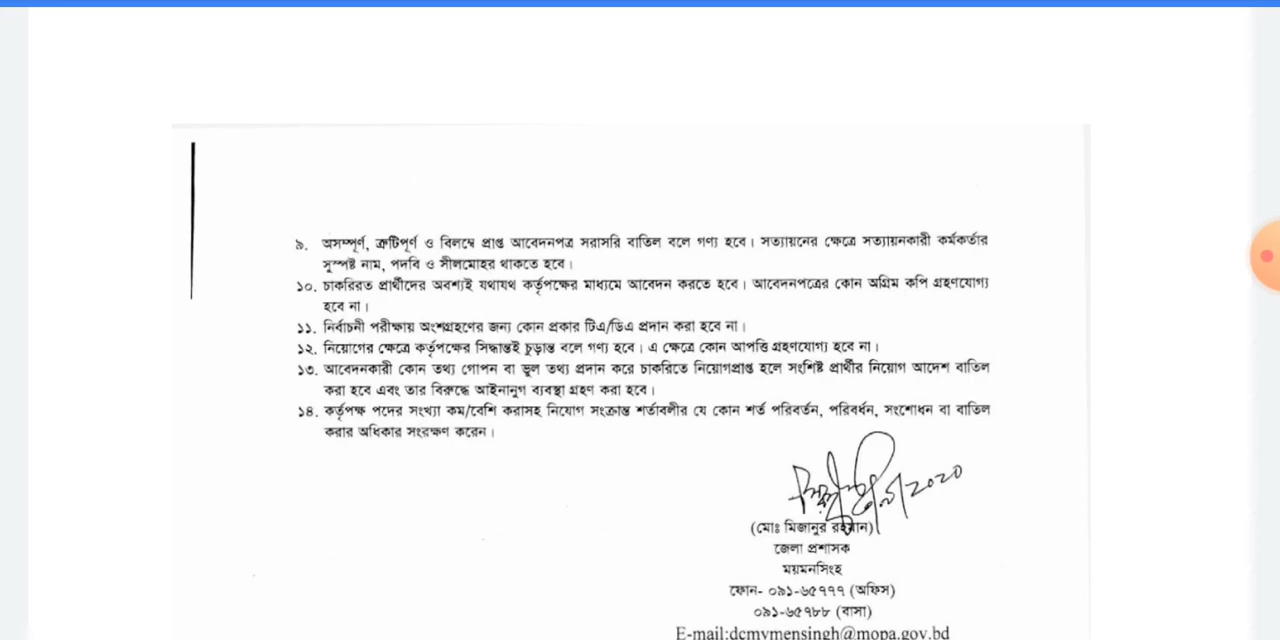 ৯. অসম্পূর্ণ, ত্রুটিপূর্ণ ও বিলম্বে প্রাপ্ত আবেদনপত্র সরাসরি বাতিল বলে গণ্য হবে। সত্যায়নের ক্ষেত্রে সত্যায়নকারী কর্মকর্তার
সুস্পষ্ট নাম, পদবি ও সীলমোহর থাকতে হবে।
১০. চাকরিরত প্রার্থীদের অবশ্যই যথাযথ কর্তৃপক্ষের মাধ্যমে আবেদন করতে হবে। আবেদনপত্রের কোন অগ্রিম কপি গ্রহণযোগ্য
হবে না।
১১. নির্বাচনী পরীক্ষায় অংশগ্রহণের জন্য কোন প্রকার টিএ/ডিএ প্রদান করা হবে না।
১২. নিয়োগের ক্ষেত্রে কর্তৃপক্ষের সিদ্ধান্তই চূড়ান্ত বলে গণ্য হবে। এ ক্ষেত্রে কোন আপত্তি গ্রহণযোগ্য হবে না।
১৩. আবেদনকারী কোন তথ্য গোপন বা ভুল তথ্য প্রদান করে চাকরিতে নিয়োগপ্রাপ্ত হলে সংশিষ্ট প্রার্থীর নিয়োগ আদেশ বাতিল
করা হবে এবং তার বিরুদ্ধে আইনানুগ ব্যবস্থা গ্রহণ করা হবে।
১৪. কর্তৃপক্ষ পদের সংখ্যা কম/বেশি করাসহ নিযোগ সংক্রান্ত শর্তাবলীর যে কোন শর্ত পরিবর্তন, পরিবর্ধন, সংশোধন বা বাতিল
করার অধিকার সংরক্ষণ করেন।
২০২০
(মোঃ মিজানুর রহমান)
জেলা প্রশাসক
ময়মনসিংহ
ফোন- ০৯১-৬৫৭৭৭ (অফিস)
০৯১-৬৫৭৮৮ (বাসা)
E-mail:dcmymensingh@mopa.gov.bd